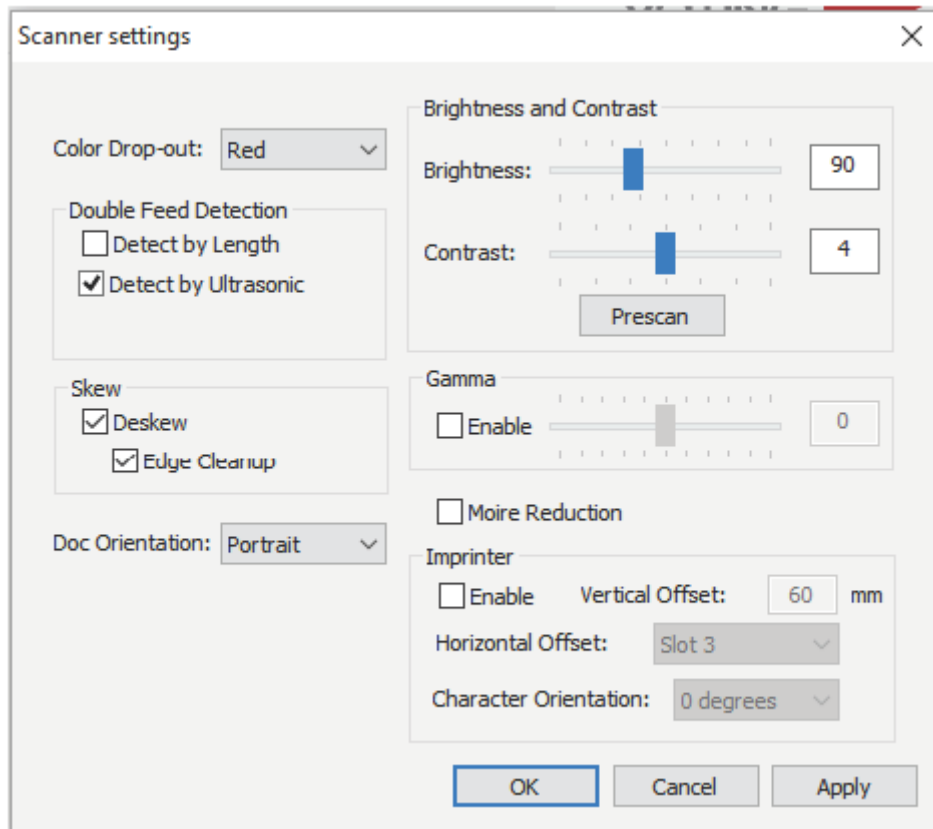 Scanner settings
Color Drop-out: Red
Double Feed Detection
Detect by Length
Detect by Ultrasonic
Skew
Deskew
Edge Cleanup
Doc Orientation: Portrait
Brightness and Contrast
Brightness: 90
Contrast: 4
Prescan
Gamma
Enable 0
Moire Reduction
Imprinter
Enable Vertical Offset: 60 mm
Horizontal Offset: Slot 3
Character Orientation: 0 degrees
OK Cancel Apply